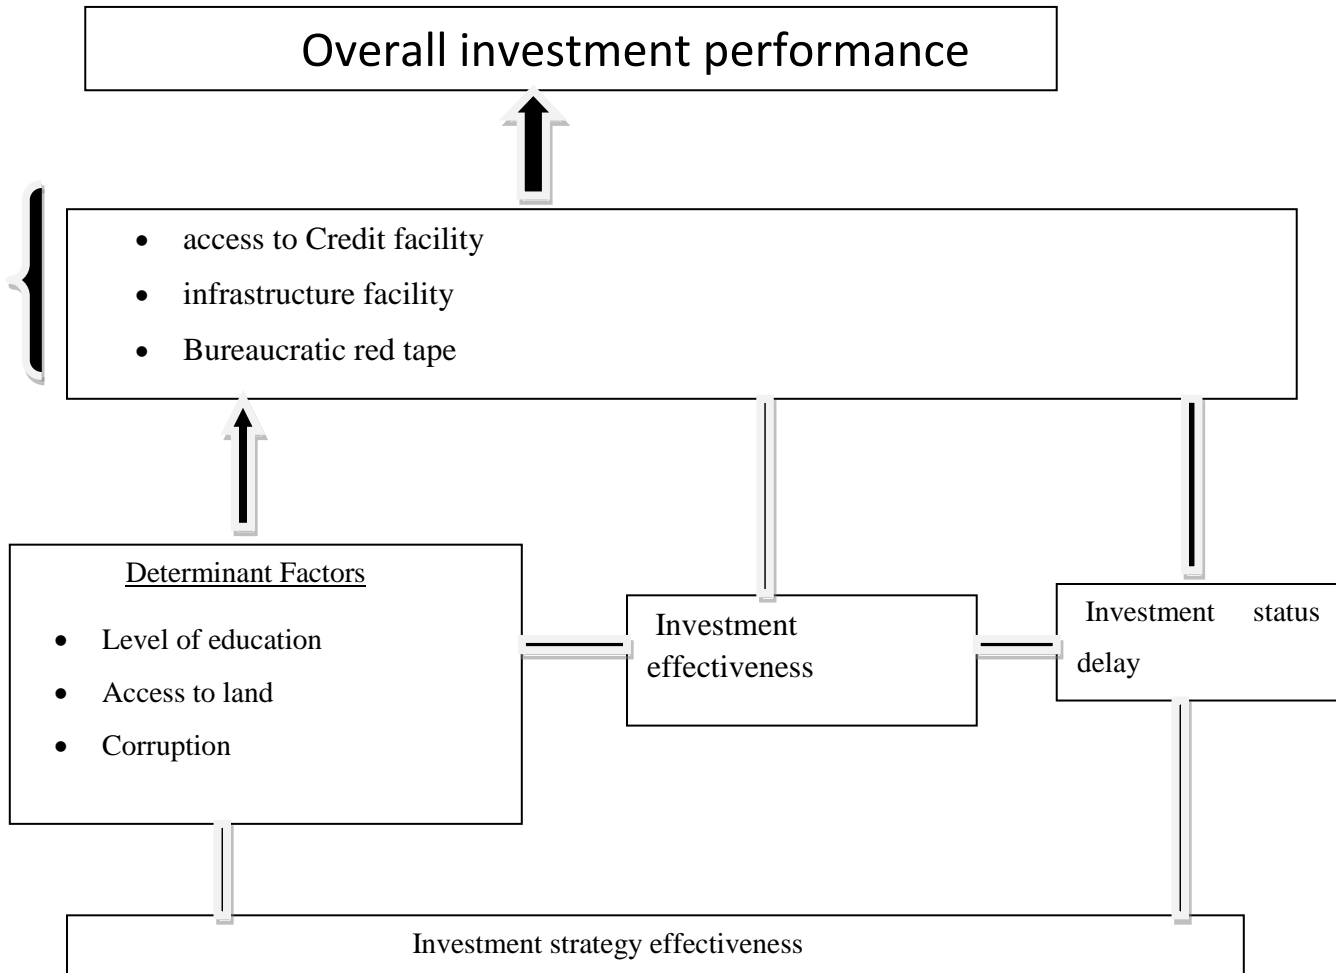 Overall investment performance
• access to Credit facility
• infrastructure facility
• Bureaucratic red tape
Determinant Factors
• Level of education
• Access to land
• Corruption
Investment
effectiveness
Investment status
delay
Investment strategy effectiveness